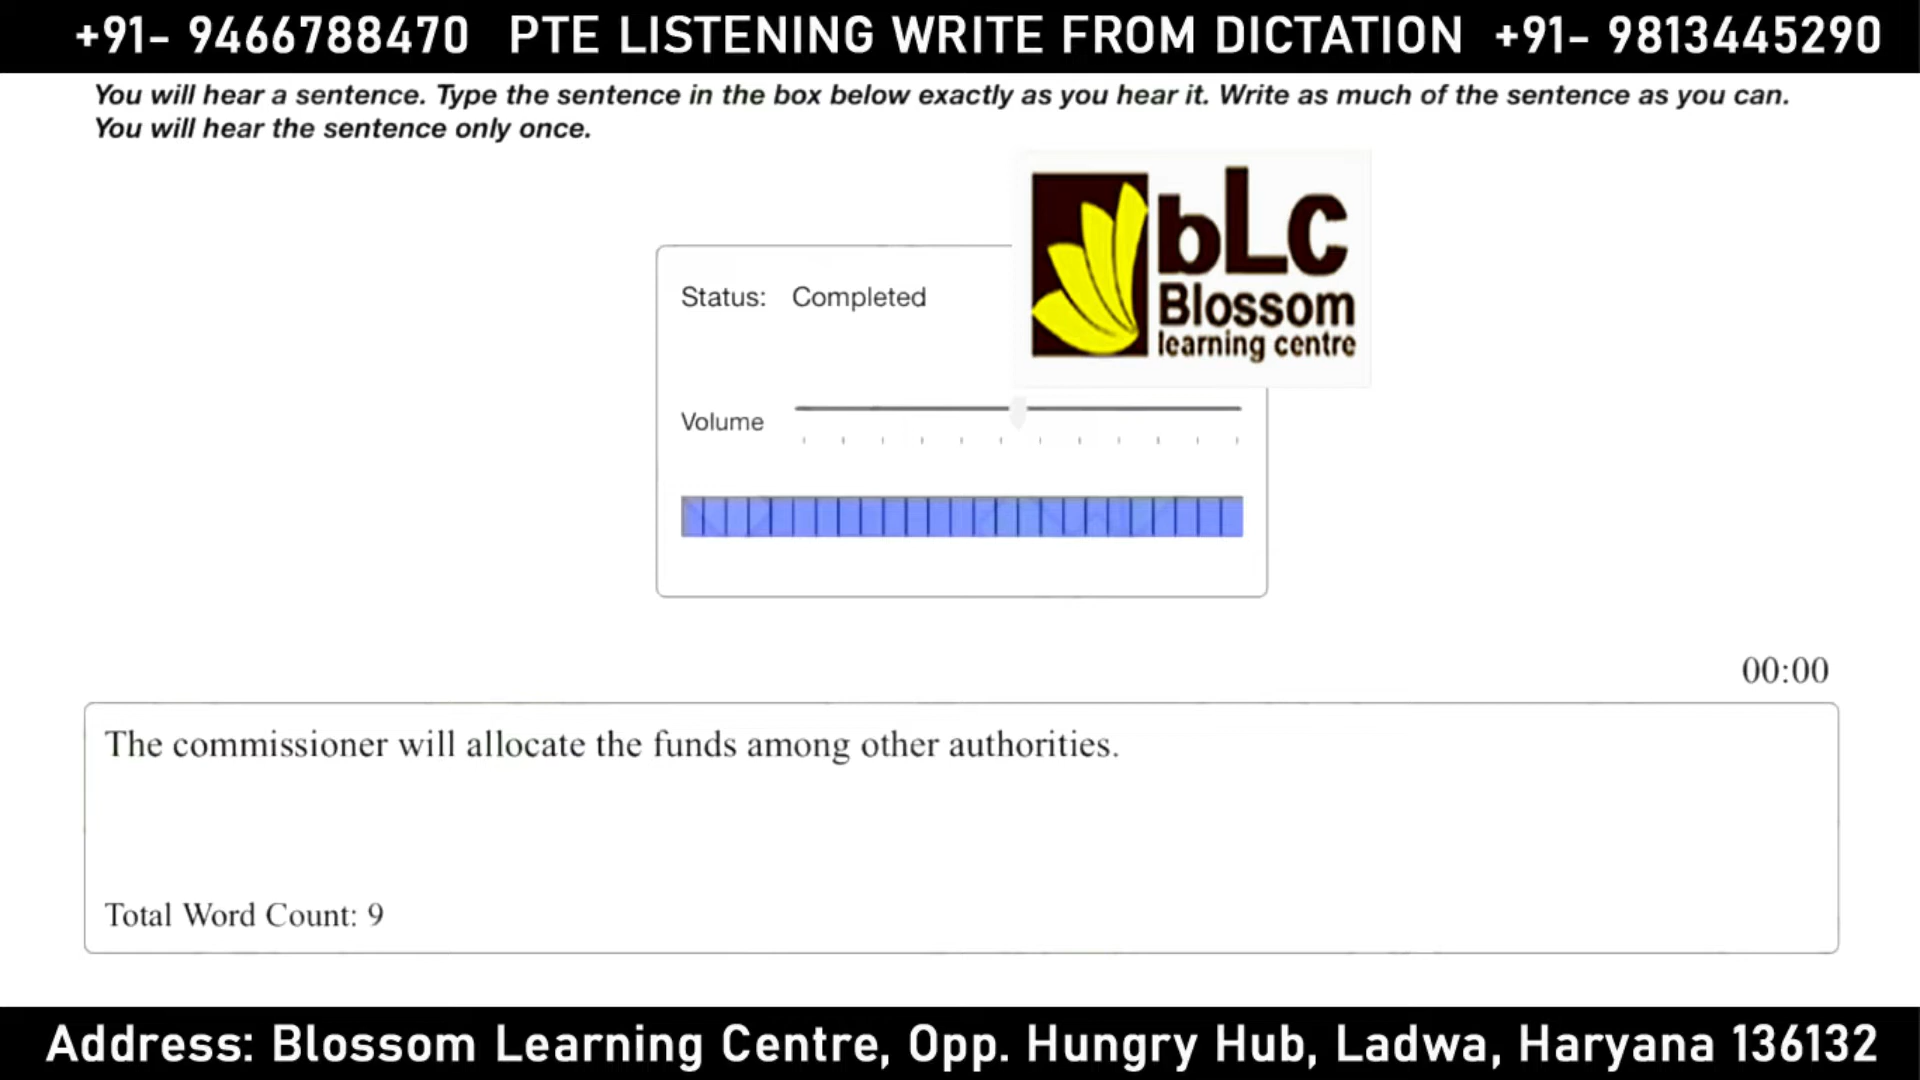 +91- 9466788470 PTE LISTENING WRITE FROM DICTATION +91- 9813445290
You will hear a sentence. Type the sentence in the box below exactly as you hear it. Write as much of the sentence as you can.
You will hear the sentence only once.
bLC
Blossom
learning centre
Status: Completed
Volume
00:00
The commissioner will allocate the funds among other authorities.
Total Word Count: 9
Address: Blossom Learning Centre, Opp. Hungry Hub, Ladwa, Haryana 136132